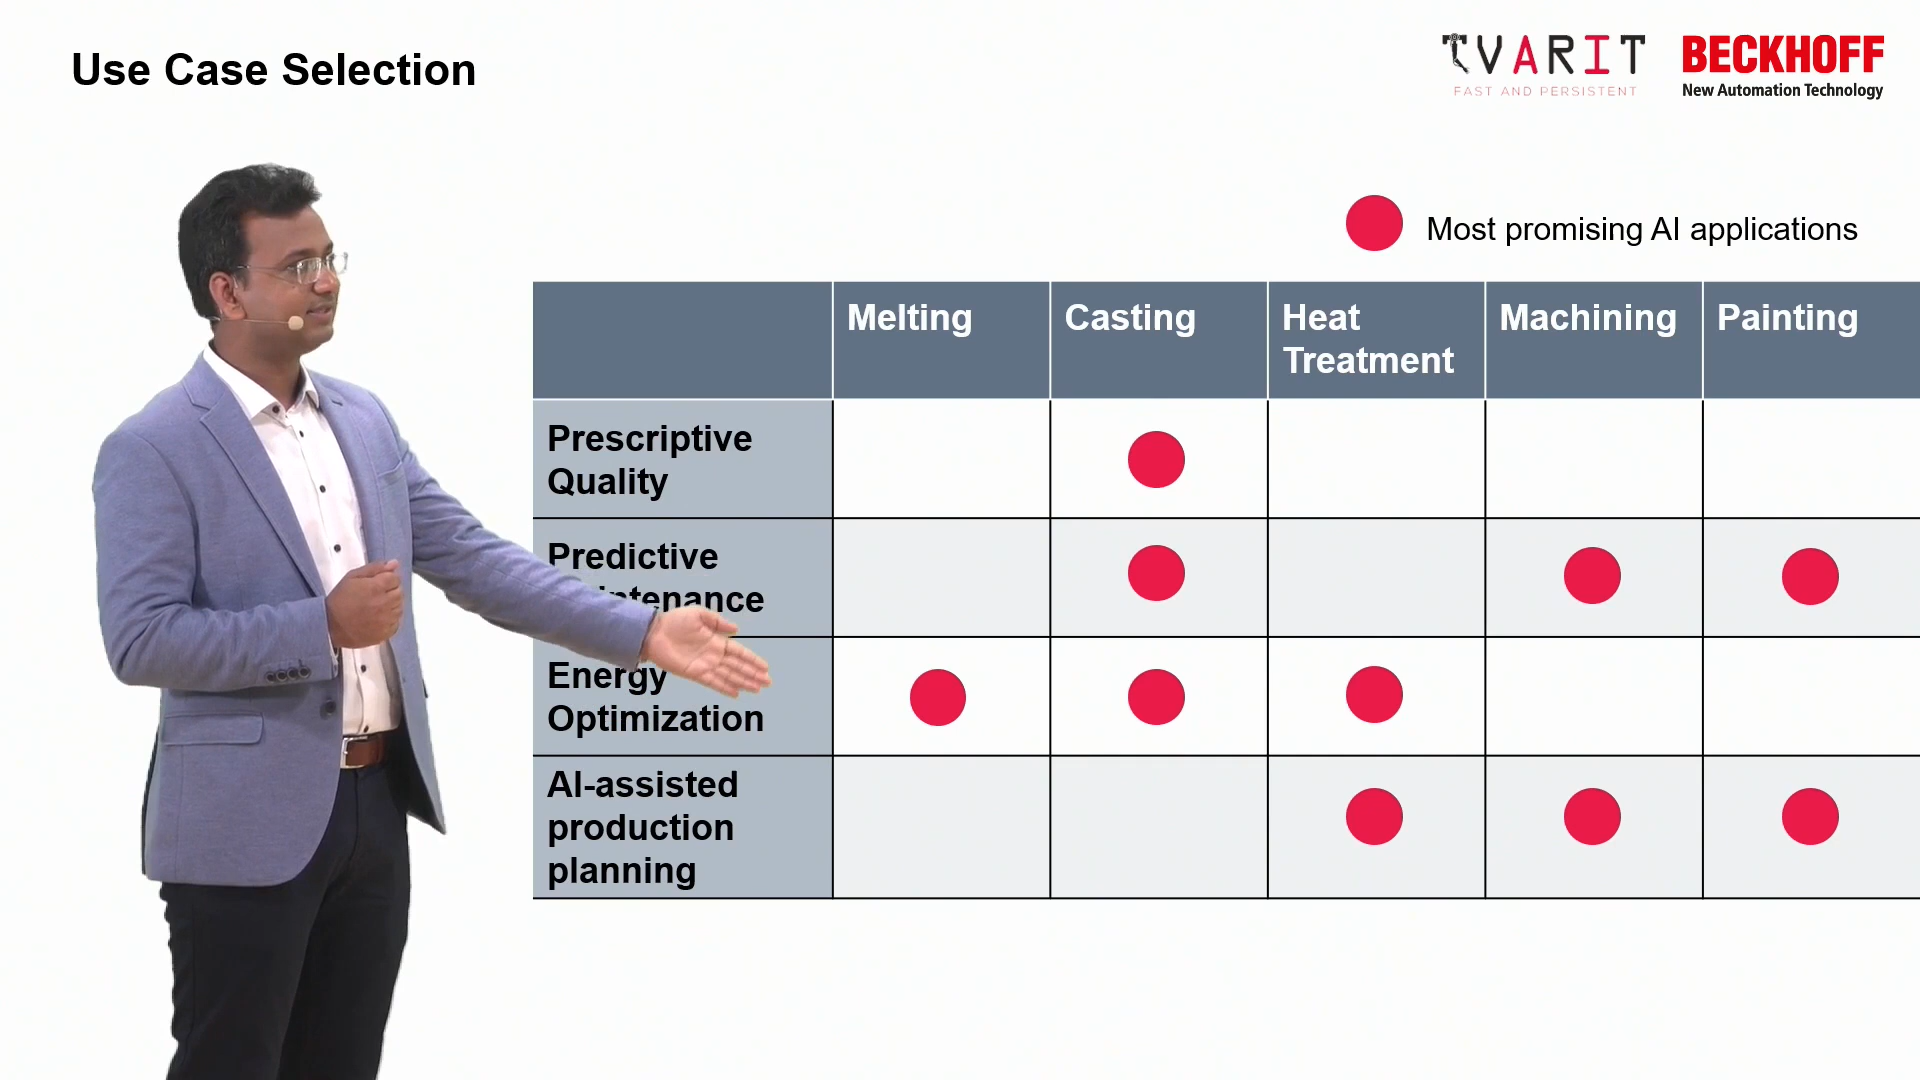 Use Case Selection
TVARIT
FAST AND PERSISTENT
BECKHOFF
New Automation Technology
Most promising AI applications
Melting
Casting
Heat
Treatment
Machining
Painting
Prescriptive
Quality
Predictive
Energy
Optimization
AI-assisted
production
planning